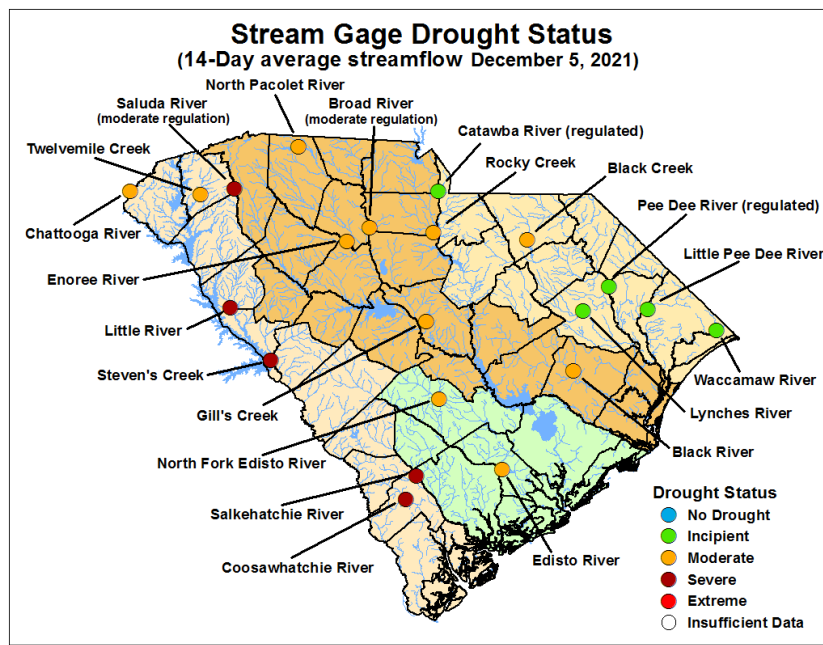 Stream Gage Drought Status
(14-Day average streamflow December 5, 2021)
North Pacolet River
Saluda River
(moderate regulation)
Broad River
(moderate regulation)
Catawba River (regulated)
Twelvemile Creek
Rocky Creek
Black Creek
Pee Dee River (regulated)
Chattooga River
Little Pee Dee River
Enoree River
Little River
Steven's Creek
Waccamaw River
Gill's Creek
Lynches River
Black River
North Fork Edisto River
Salkehatchie River
Edisto River
Coosawhatchie River
Drought Status
No Drought
Incipient
Moderate
Severe
Extreme
Insufficient Data